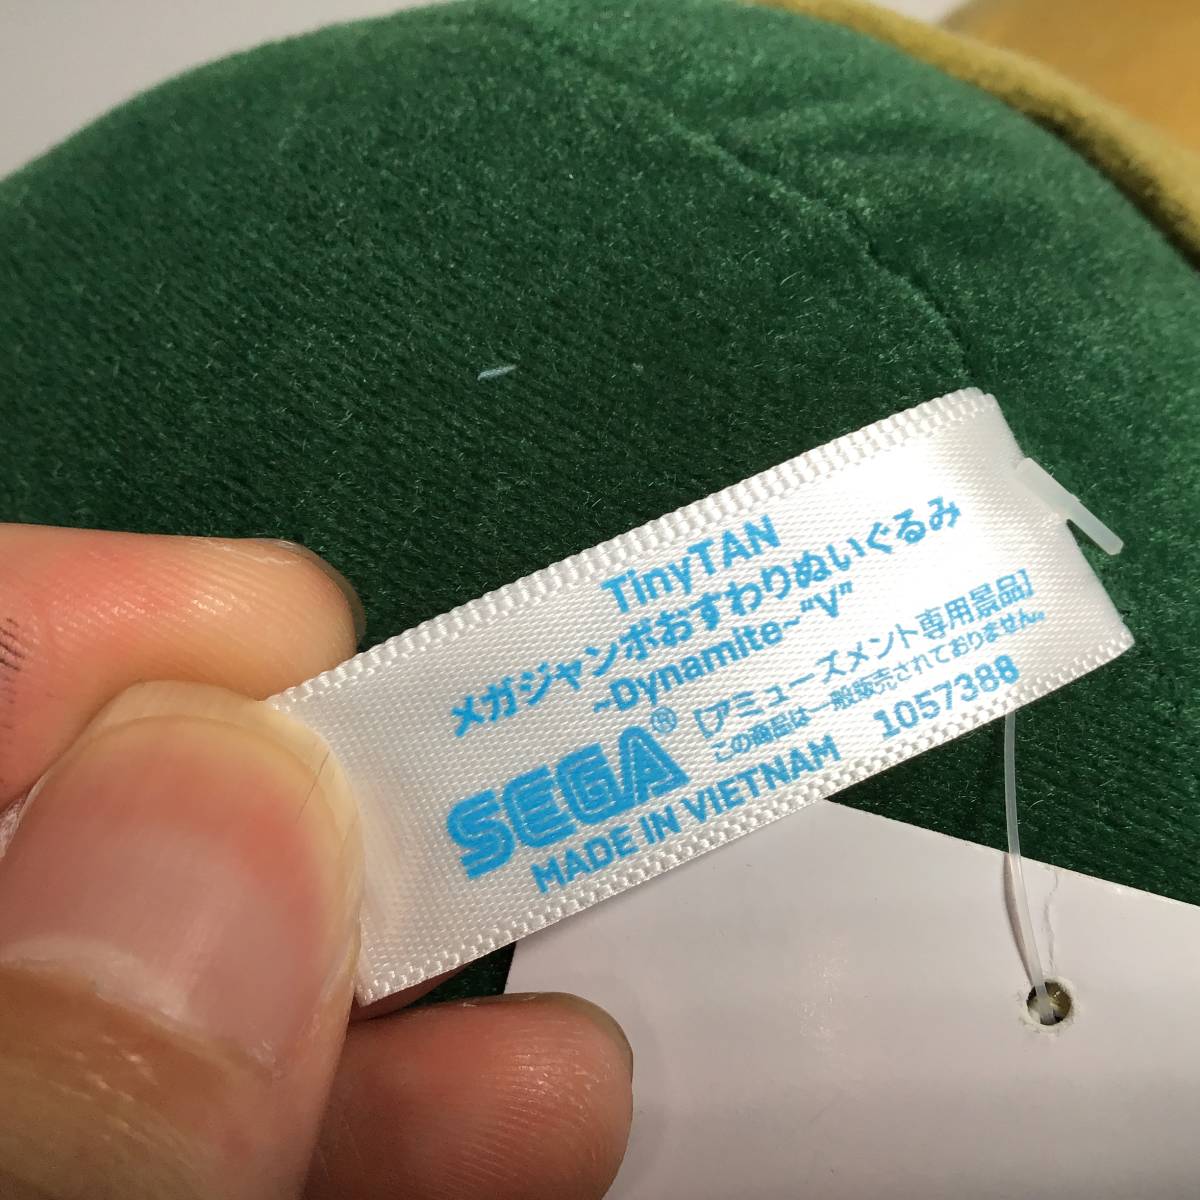 TinyTAN
メガジャンボおすわりぬいぐるみ
~Dynamite~"V"
SEGA®
[アミューズメント専用景品]
この商品は一般販売されておりません。
MADE IN VIETNAM 1057388